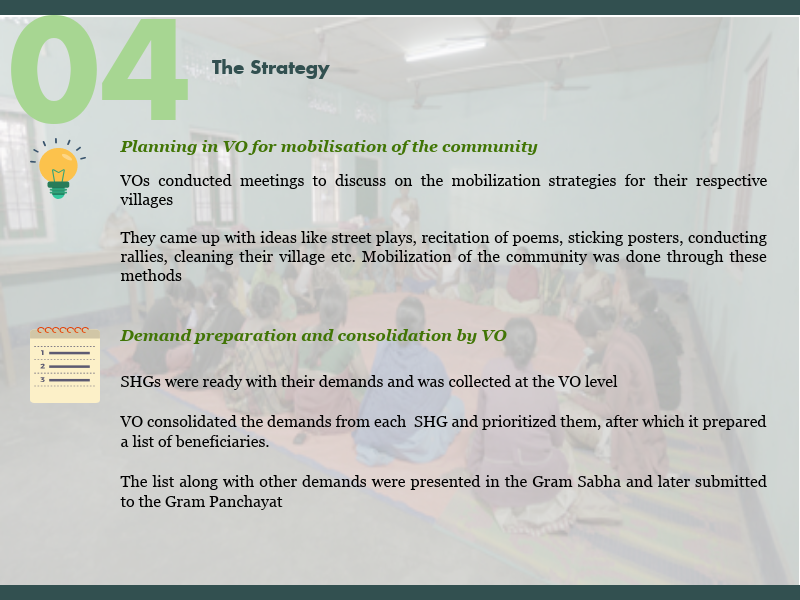 04
The Strategy
Planning in VO for mobilisation of the community
VOs conducted meetings to discuss on the mobilization strategies for their respective
villages
They came up with ideas like street plays, recitation of poems, sticking posters, conducting
rallies, cleaning their village etc. Mobilization of the community was done through these
methods
Demand preparation and consolidation by VO
1
2
3
SHGs were ready with their demands and was collected at the VO level
VO consolidated the demands from each  SHG and prioritized them, after which it prepared
a list of beneficiaries.
The list along with other demands were presented in the Gram Sabha and later submitted
to the Gram Panchayat